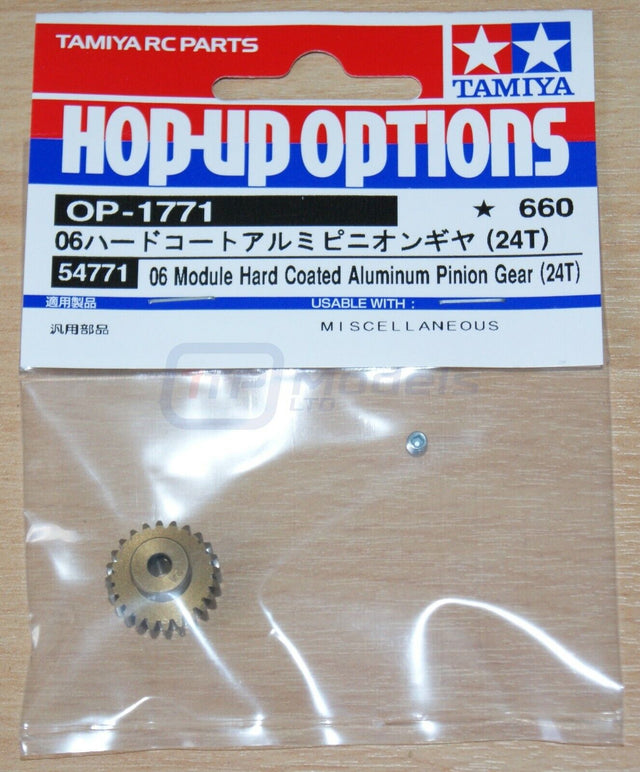 TAMIYA RC PARTS
TAMIYA
HOP-UP OPTIONS
OP-1771 ★ 660
06ハードコートアルミピニオンギヤ (24T)
54771 06 Module Hard Coated Aluminum Pinion Gear (24T)
適用製品 USABLE WITH :
汎用部品 MISCELLANEOUS
Models
LTD